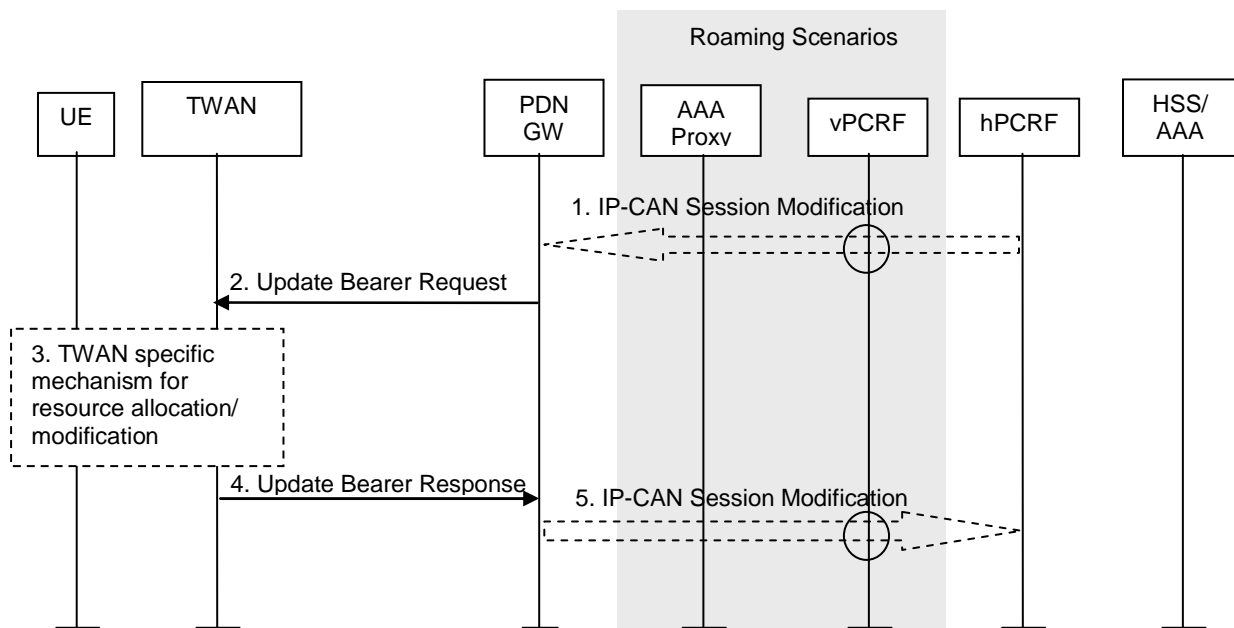 Roaming Scenarios
UE
TWAN
PDN
GW
AAA
Proxy
vPCRF
hPCRF
HSS/
AAA
1. IP-CAN Session Modification
2. Update Bearer Request
3. TWAN specific
mechanism for
resource allocation/
modification
4. Update Bearer Response
5. IP-CAN Session Modification